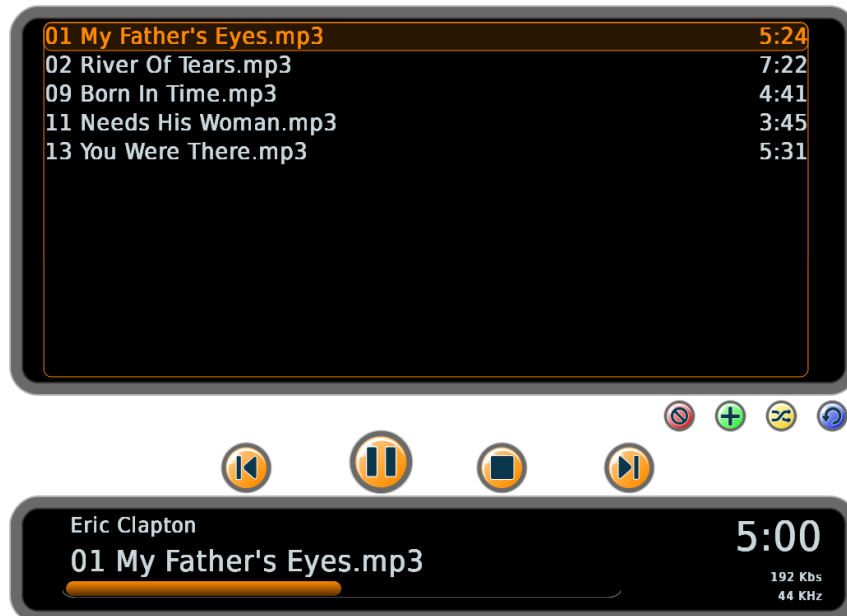 01 My Father's Eyes.mp3 5:24
02 River Of Tears.mp3 7:22
09 Born In Time.mp3 4:41
11 Needs His Woman.mp3 3:45
13 You Were There.mp3 5:31
Eric Clapton
5:00
01 My Father's Eyes.mp3
192 Kbs
44 KHz